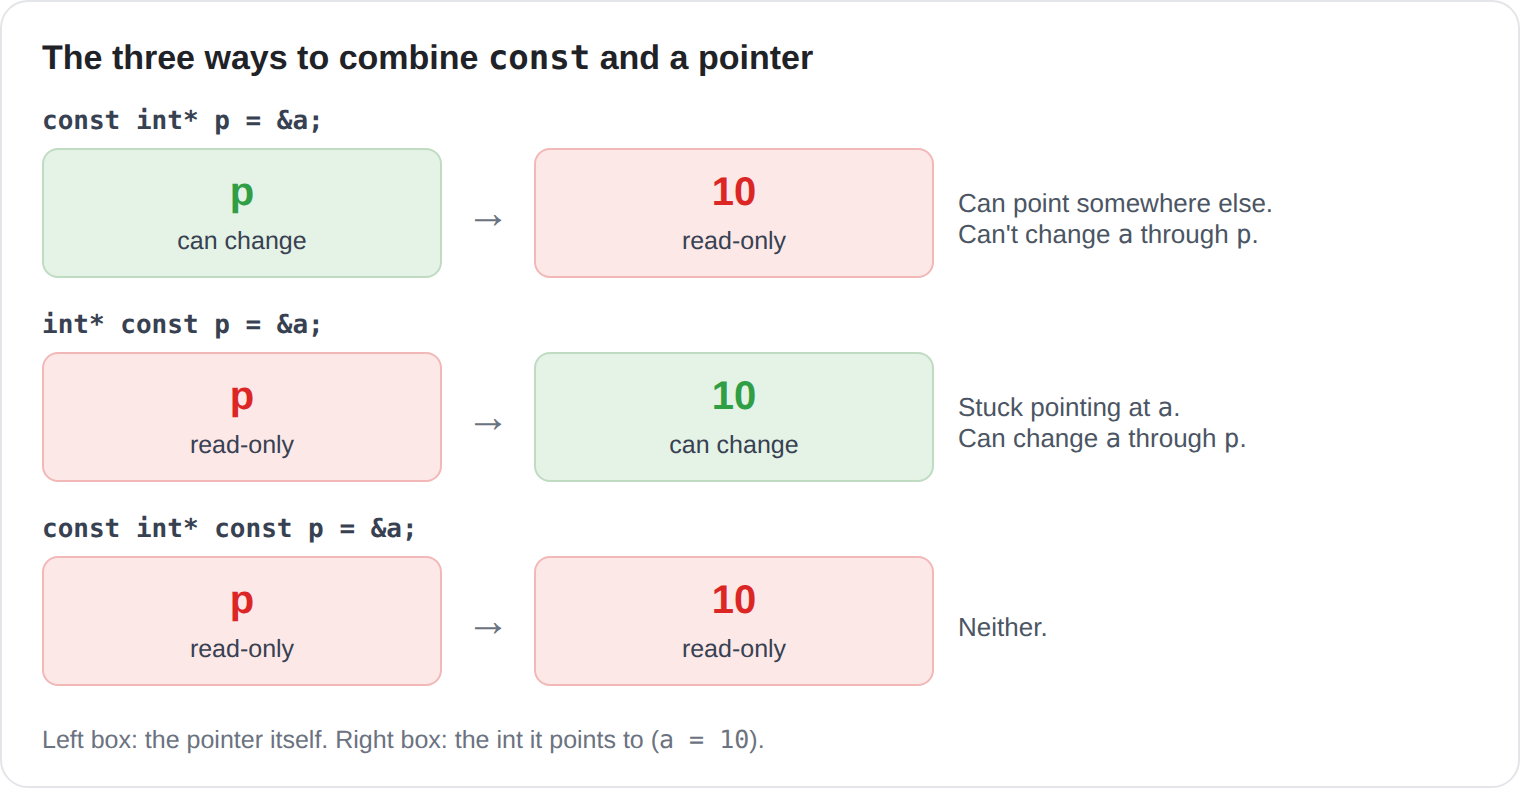 The three ways to combine const and a pointer
const int* p = &a;
p
can change
→
10
read-only
Can point somewhere else.
Can't change a through p.
int* const p = &a;
p
read-only
→
10
can change
Stuck pointing at a.
Can change a through p.
const int* const p = &a;
p
read-only
→
10
read-only
Neither.
Left box: the pointer itself. Right box: the int it points to (a = 10).